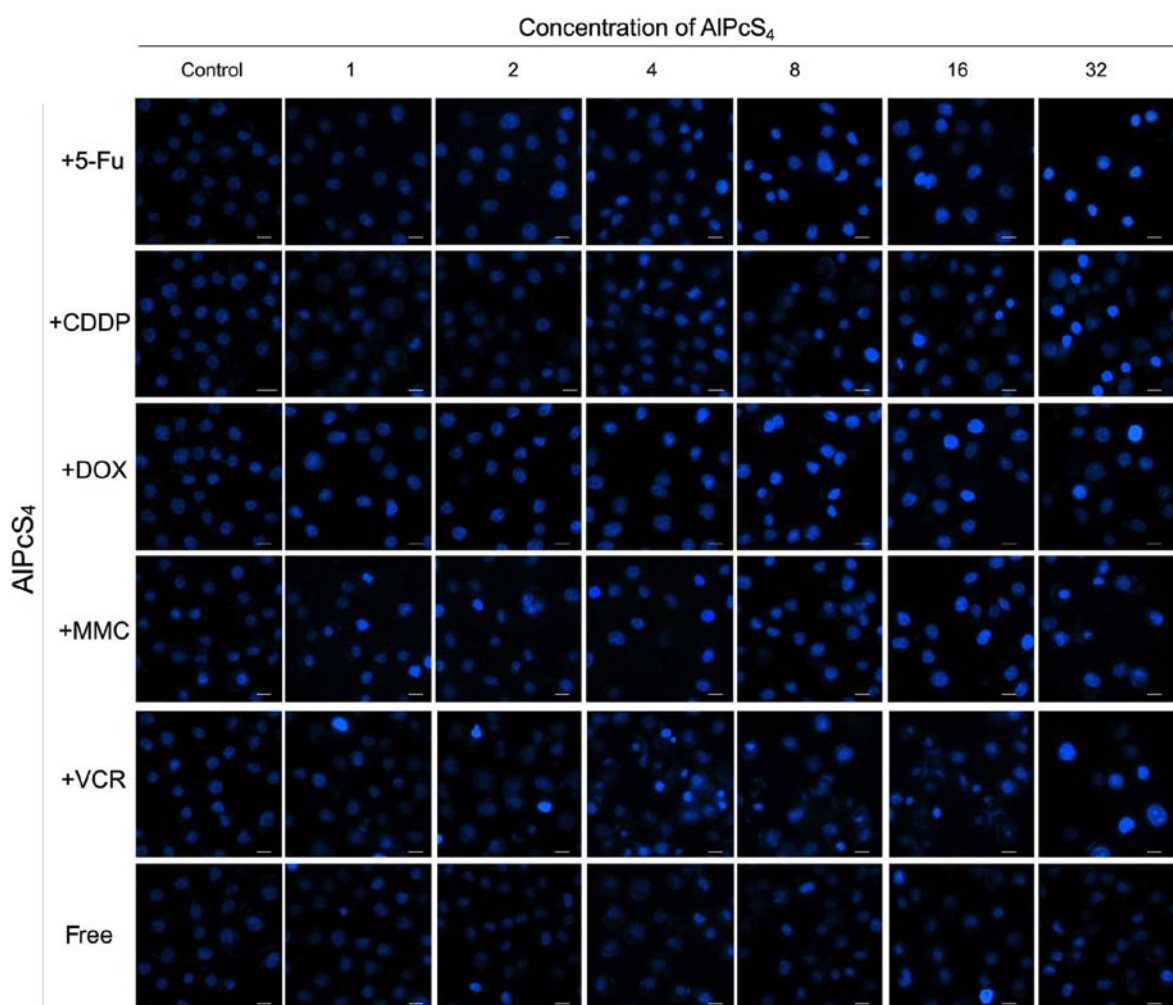 Concentration of AlPcS₄
Control 1 2 4 8 16 32
AlPcS₄
+5-Fu
+CDDP
+DOX
+MMC
+VCR
Free